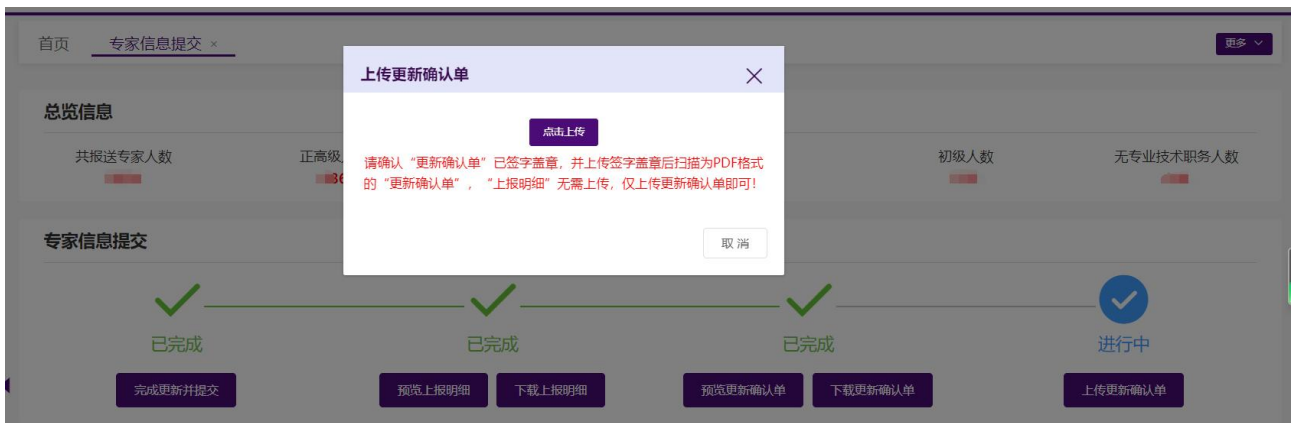 首页 专家信息提交 ×
更多
上传更新确认单
总览信息
点击上传
共报送专家人数
正高级
初级人数
无专业技术职务人数
请确认“更新确认单”已签字盖章，并上传签字盖章后扫描为PDF格式
的“更新确认单”，“上报明细”无需上传，仅上传更新确认单即可！
专家信息提交
取消
已完成
已完成
已完成
进行中
完成更新并提交
预览上报明细
下载上报明细
预览更新确认单
下载更新确认单
上传更新确认单